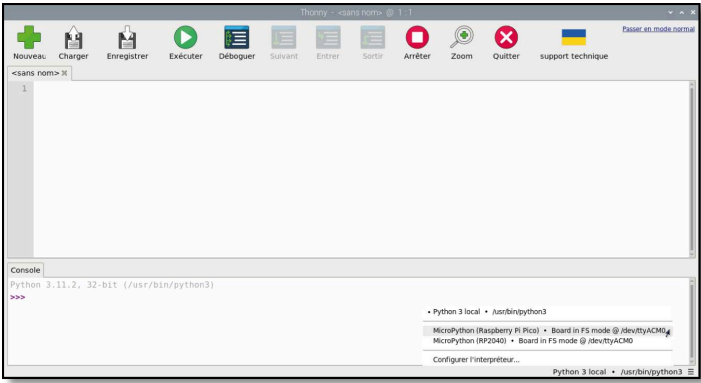 Thonny - <sans nom> @ 1 : 1
Passer en mode normal
Nouveau Charger Enregistrer Exécuter Déboguer Suivant Entrer Sortir Arrêter Zoom Quitter support technique
<sans nom>
1
Console
Python 3.11.2, 32-bit (/usr/bin/python3)
>>>
• Python 3 local • /usr/bin/python3
MicroPython (Raspberry Pi Pico) • Board in FS mode @ /dev/ttyACM0
MicroPython (RP2040) • Board in FS mode @ /dev/ttyACM0
Configurer l'interpréteur...
Python 3 local • /usr/bin/python3 ≡